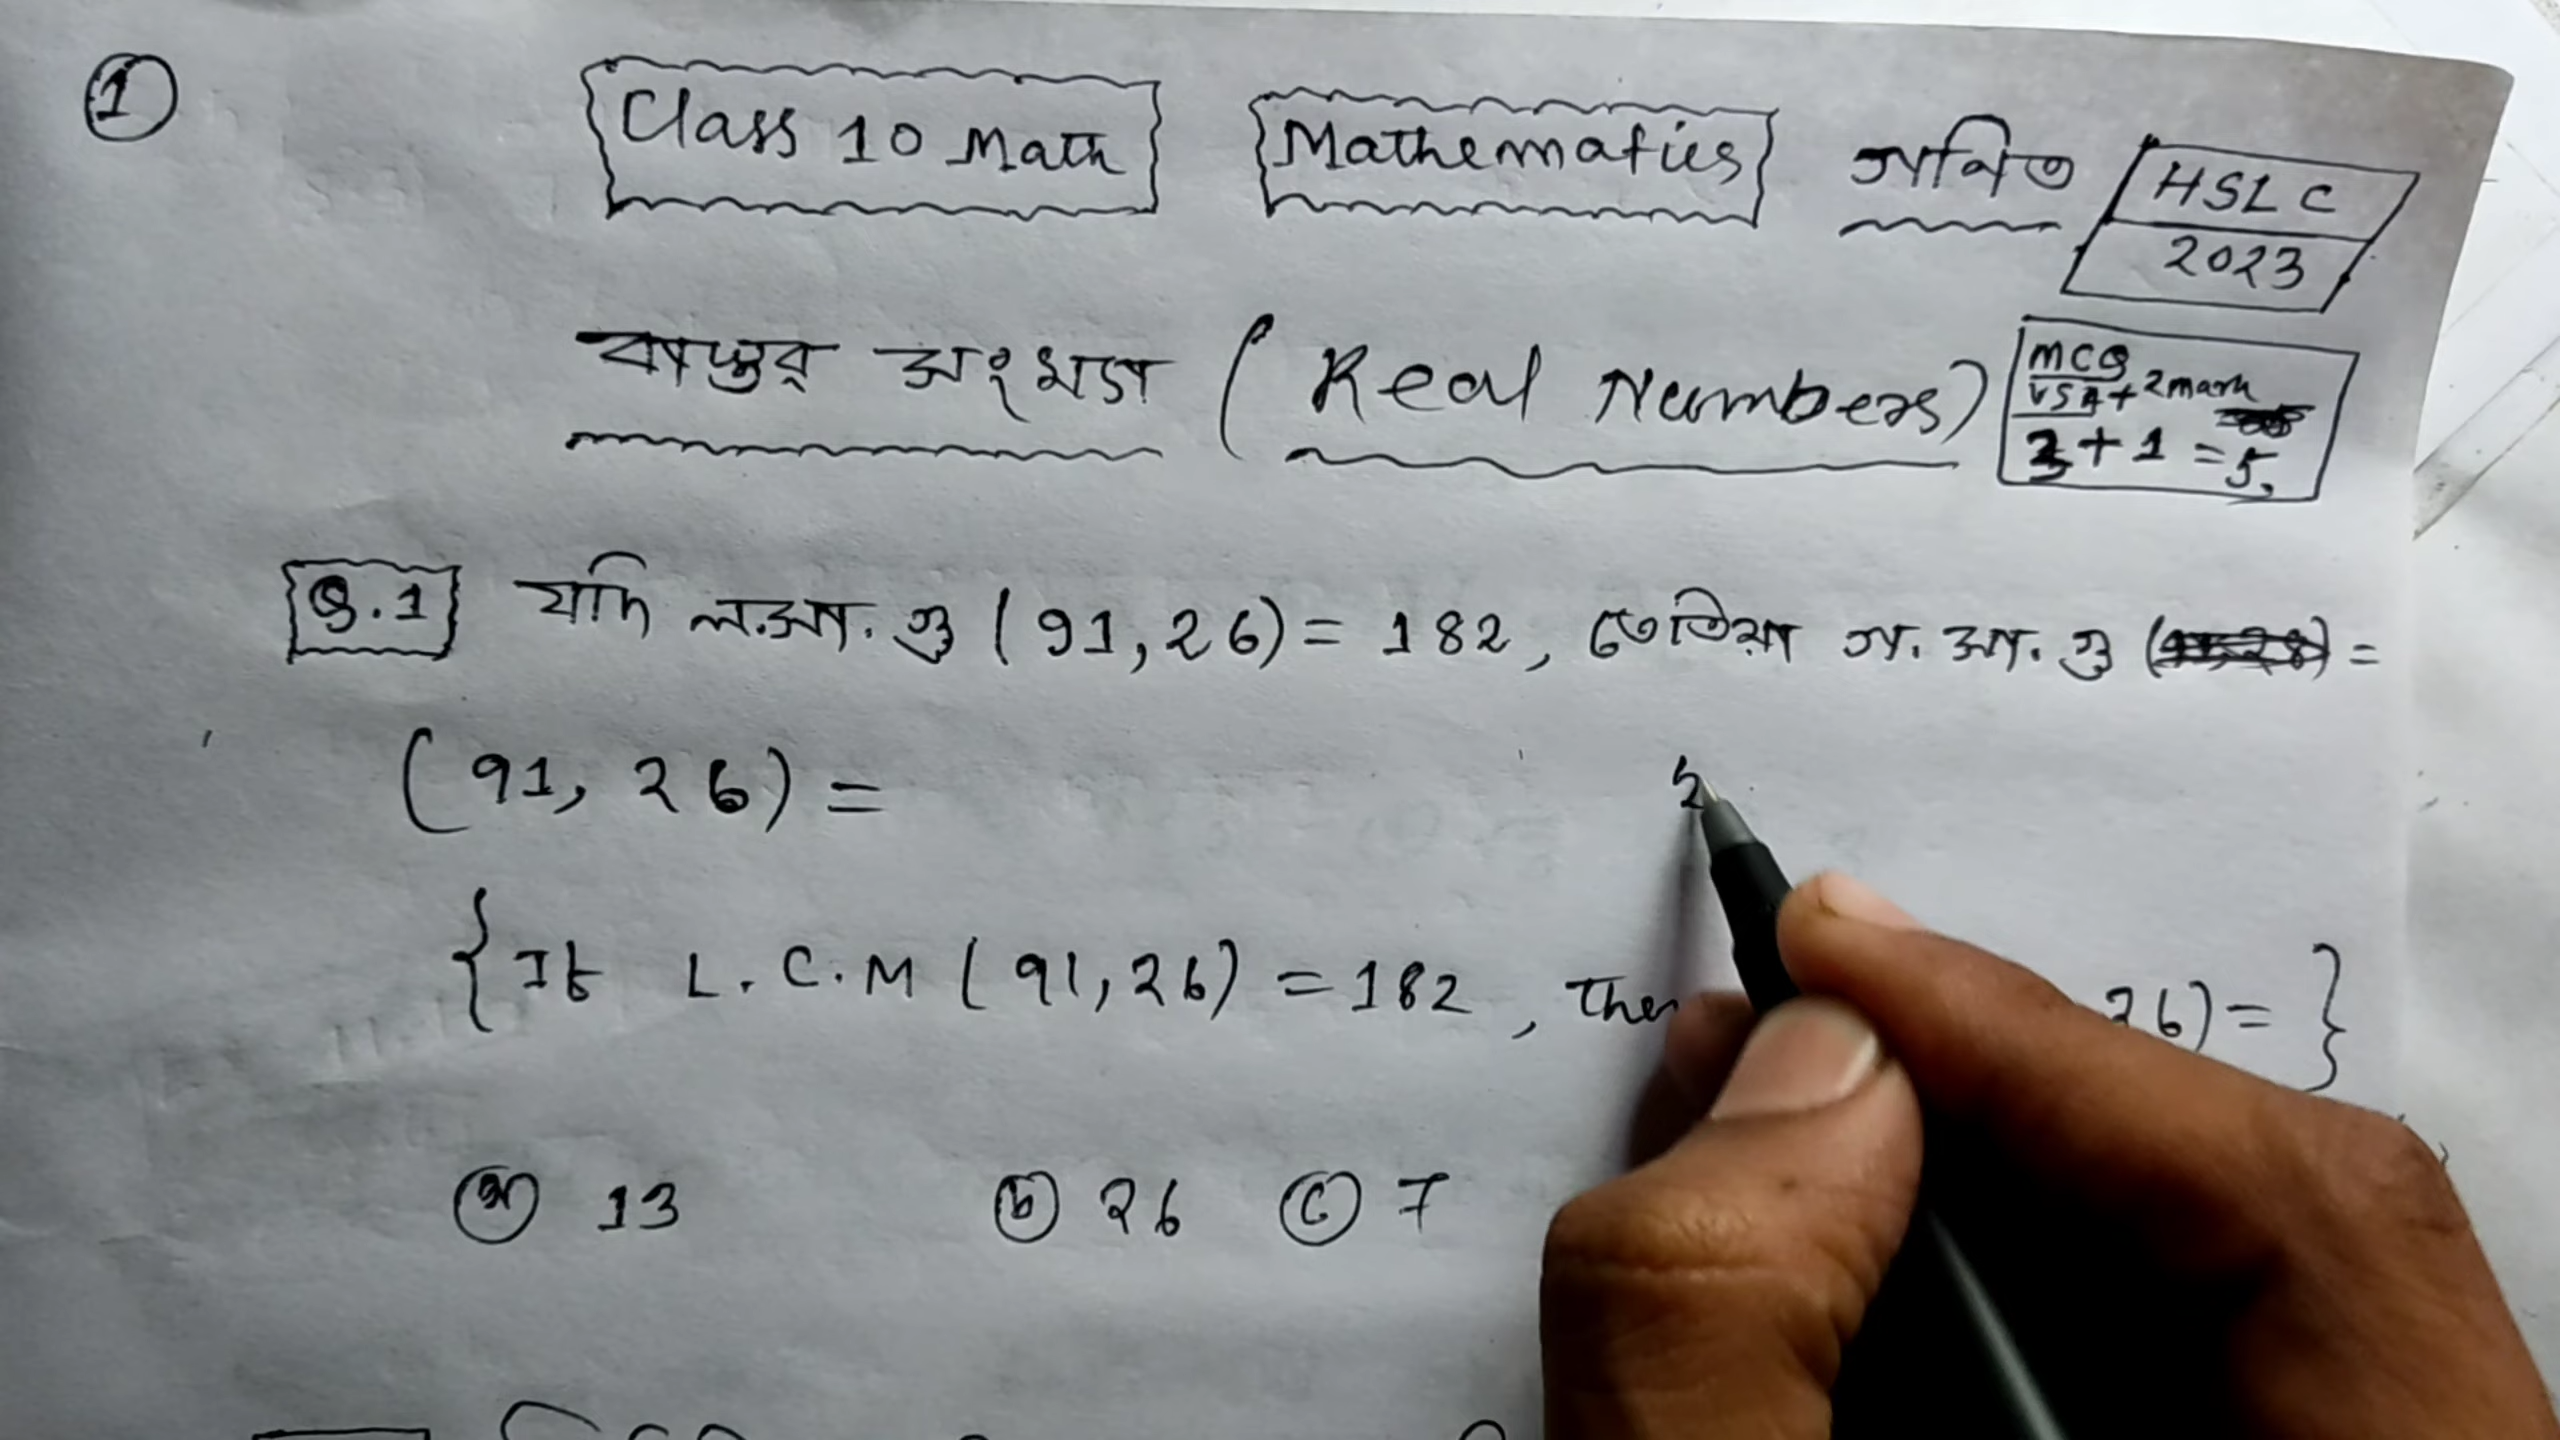 1
Class 10 Math Mathematics গণিত HSLC 2023
বাস্তৱ সংখ্যা (Real Numbers)
MCQ
VSA + 2 mark
3 + 1 = 5.
Q.1 যদি ল.সা.গু (91, 26) = 182, তেতিয়া গ.সা.গু =
(91, 26) =
{ If L.C.M (91, 26) = 182, Then 26) = }
a 13 b 26 c 7